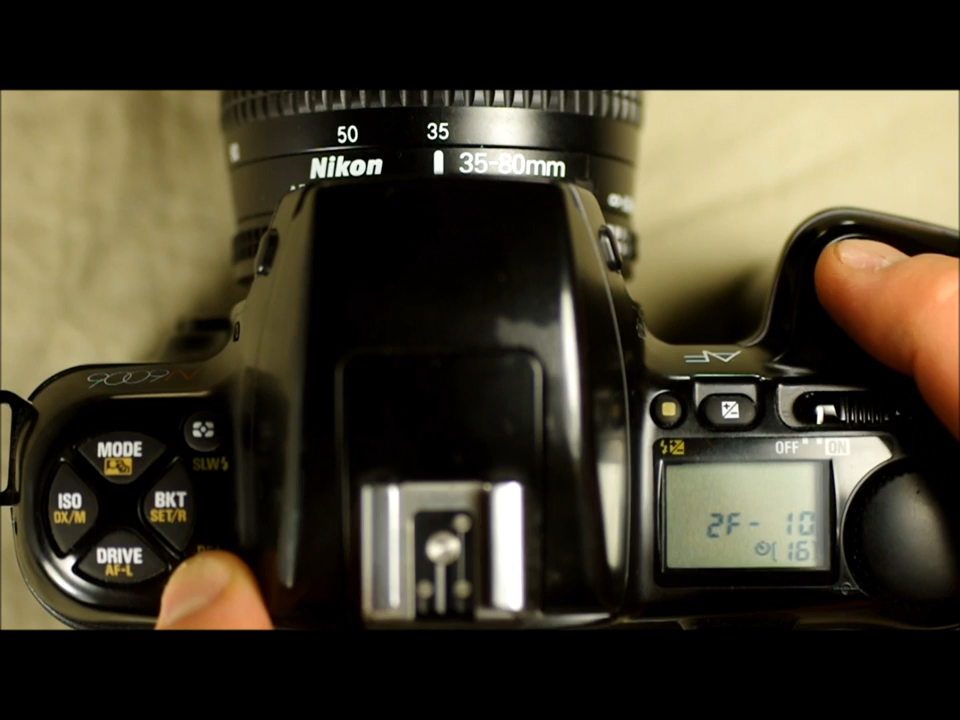 50 35
Nikon 35-80mm
AF
N6006
MODE
SLW
ISO
DX/M
BKT
SET/R
DRIVE
AF-L
OFF ON
2F- 10
[16]